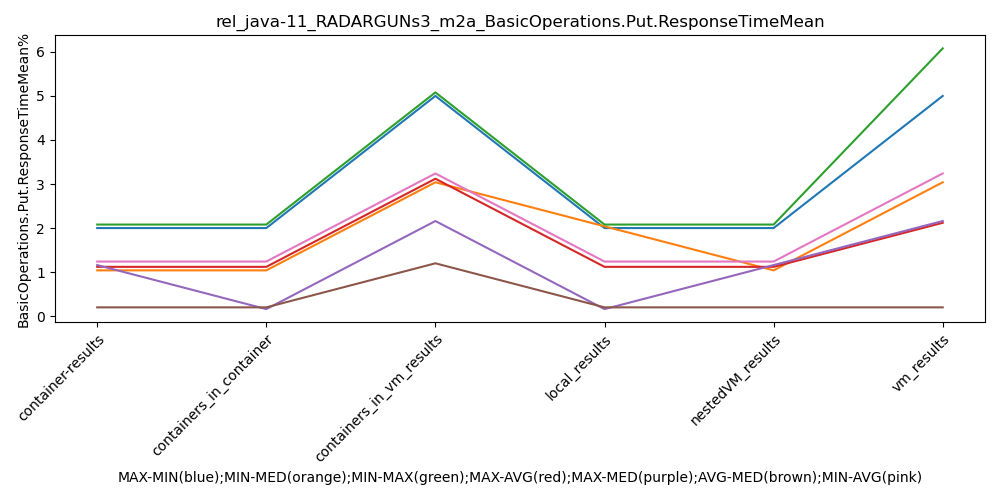 rel_java-11_RADARGUNs3_m2a_BasicOperations.Put.ResponseTimeMean
BasicOperations.Put.ResponseTimeMean%
6
5
4
3
2
1
0
container-results
containers_in_container
containers_in_vm_results
local_results
nestedVM_results
vm_results
MAX-MIN(blue);MIN-MED(orange);MIN-MAX(green);MAX-AVG(red);MAX-MED(purple);AVG-MED(brown);MIN-AVG(pink)